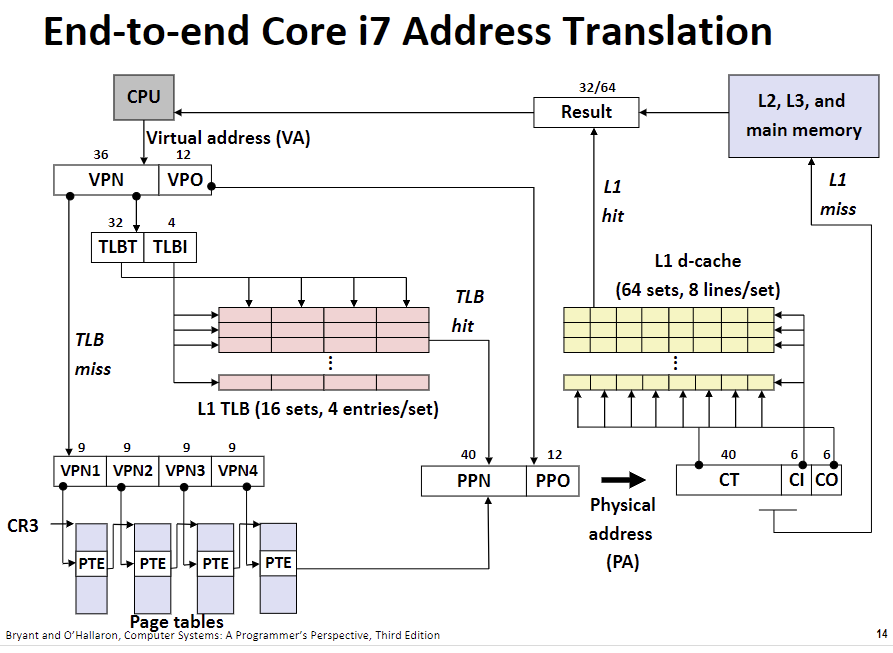 End-to-end Core i7 Address Translation
CPU
32/64
Result
L2, L3, and
main memory
Virtual address (VA)
36
12
VPN
VPO
L1
hit
L1
miss
32
4
TLBT
TLBI
L1 d-cache
(64 sets, 8 lines/set)
TLB
hit
TLB
miss
...
...
L1 TLB (16 sets, 4 entries/set)
9
9
9
9
VPN1
VPN2
VPN3
VPN4
40
12
PPN
PPO
40
6
6
CT
CI
CO
Physical
address
(PA)
CR3
PTE
PTE
PTE
PTE
Page tables
Bryant and O'Hallaron, Computer Systems: A Programmer's Perspective, Third Edition
14